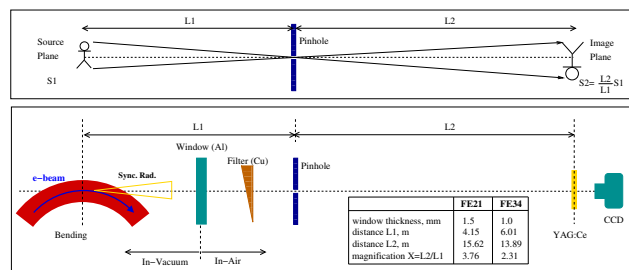 L1
L2
Source
Plane
S1
Pinhole
Image
Plane
S2= L2/L1 S1
L1
L2
Window (Al)
Filter (Cu)
Pinhole
e-beam
Sync. Rad.
Bending
In-Vacuum
In-Air
FE21 FE34
window thickness, mm 1.5 1.0
distance L1, m 4.15 6.01
distance L2, m 15.62 13.89
magnification X=L2/L1 3.76 2.31
YAG:Ce
CCD